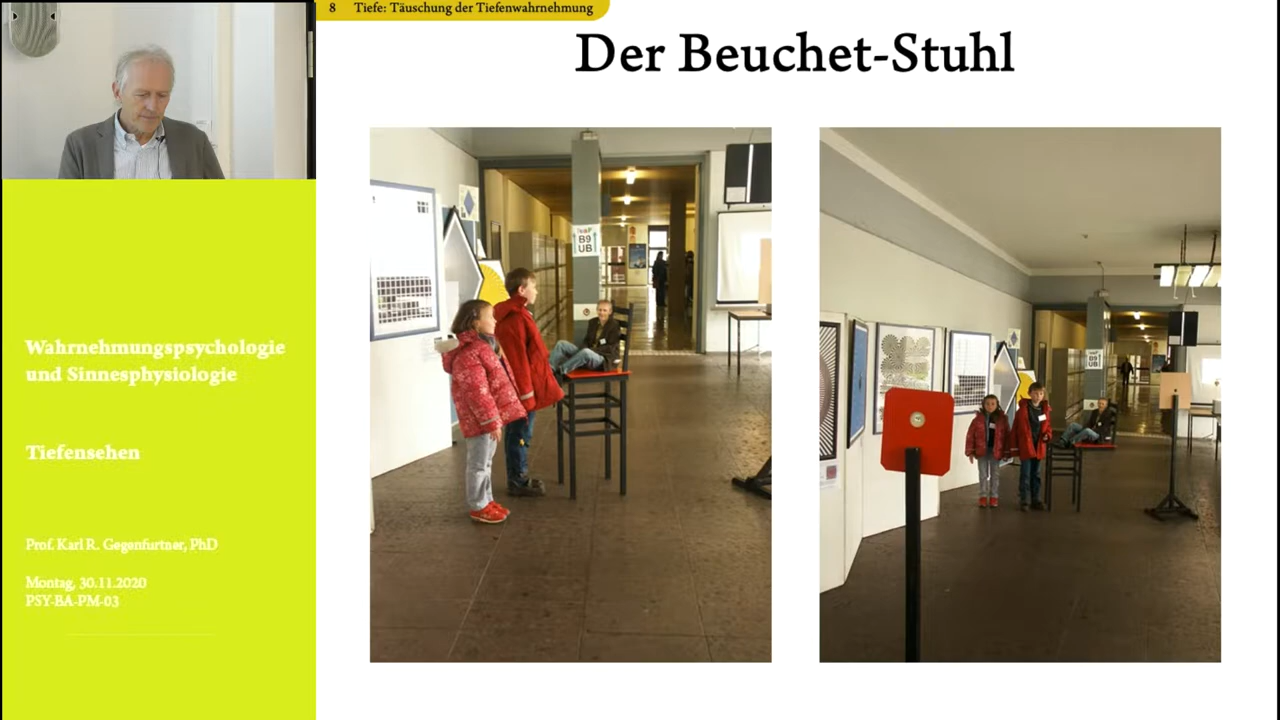 8 Tiefe: Täuschung der Tiefenwahrnehmung
Der Beuchet-Stuhl
Wahrnehmungspsychologie
und Sinnesphysiologie
Tiefensehen
Prof. Karl R. Gegenfurtner, PhD
Montag, 30.11.2020
PSY-BA-PM-03
B9
UB
B9
UB